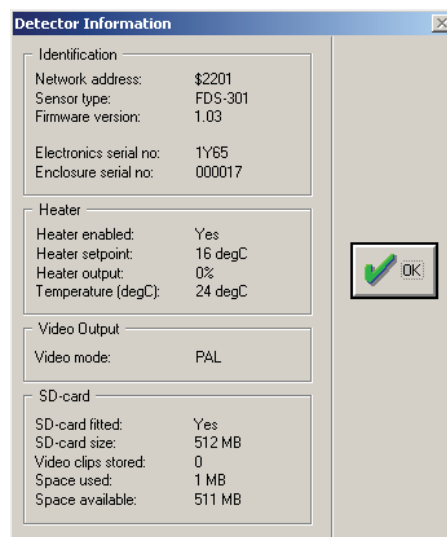 Detector Information
Identification
Network address: $2201
Sensor type: FDS-301
Firmware version: 1.03
Electronics serial no: 1Y65
Enclosure serial no: 000017
Heater
Heater enabled: Yes
Heater setpoint: 16 degC
Heater output: 0%
Temperature (degC): 24 degC
OK
Video Output
Video mode: PAL
SD-card
SD-card fitted: Yes
SD-card size: 512 MB
Video clips stored: 0
Space used: 1 MB
Space available: 511 MB